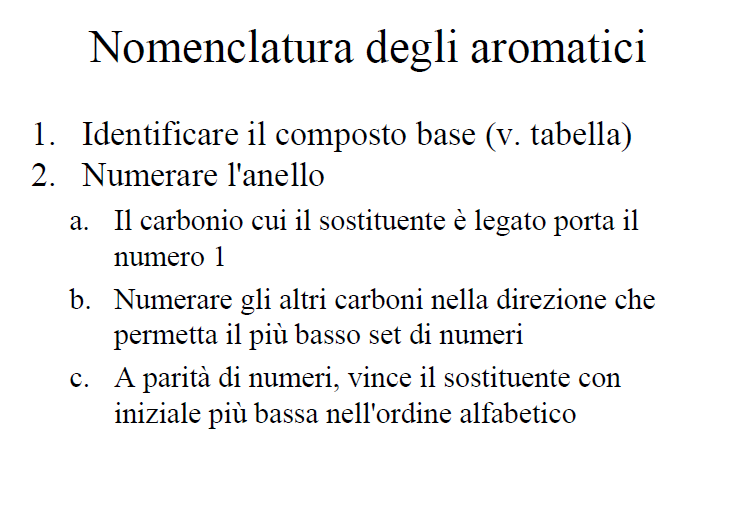 Nomenclatura degli aromatici
1. Identificare il composto base (v. tabella)
2. Numerare l'anello
a. Il carbonio cui il sostituente è legato porta il
numero 1
b. Numerare gli altri carboni nella direzione che
permetta il più basso set di numeri
c. A parità di numeri, vince il sostituente con
iniziale più bassa nell'ordine alfabetico